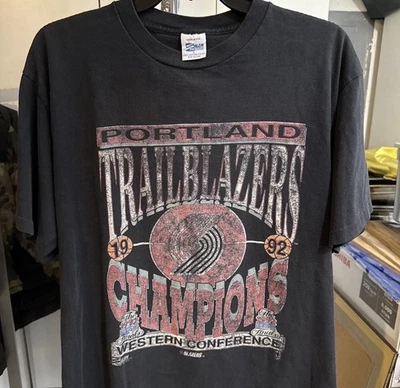 PORTLAND
TRAILBLAZERS
19 92
CHAMPIONS
WESTERN CONFERENCE